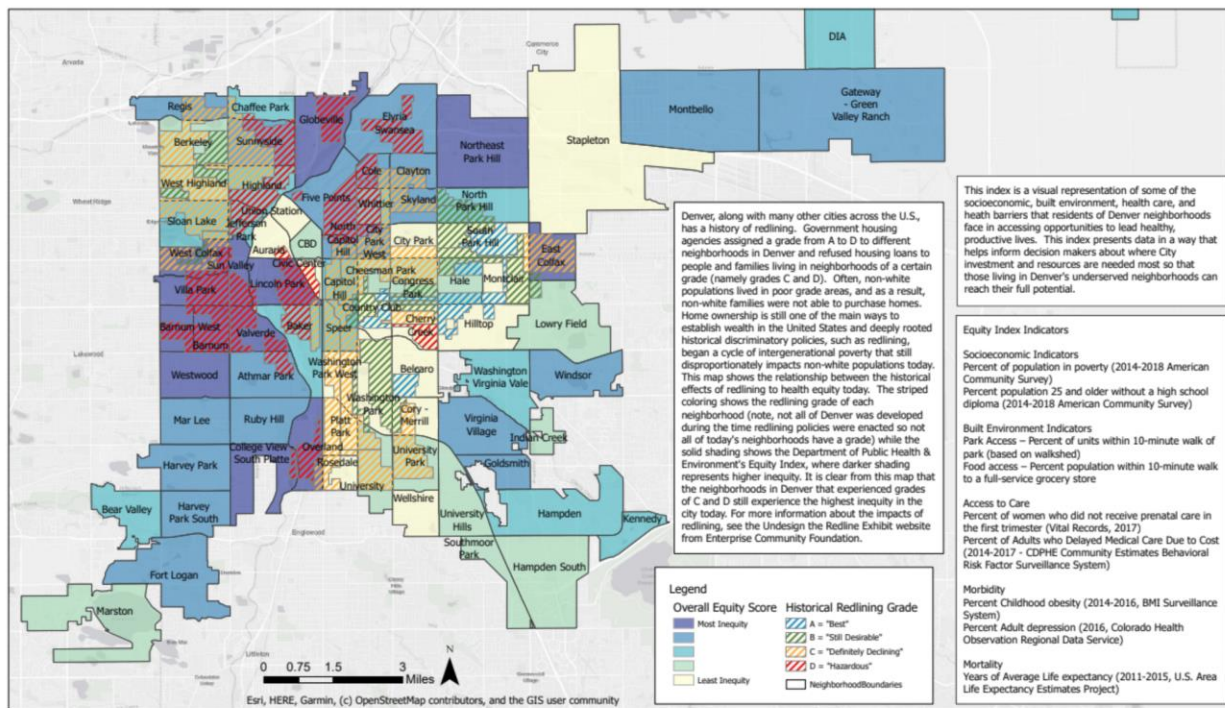 Commerce
City
Arvada
DIA
Regis
Chaffee Park
Globeville
Elyria
Swansea
Montbello
Gateway
- Green
Valley Ranch
Berkeley
Sunnyside
Northeast
Park Hill
Stapleton
West Highland
Highland
Cole
Clayton
Wheat Ridge
Five Points
Whittier
Skyland
North
Park Hill
Sloan Lake
Union Station
Jefferson
Park
North
Capitol
Hill
City
Park
West
City Park
South
Park Hill
Auraria
CBD
West Colfax
Sun Valley
Civic Center
East
Colfax
Cheesman Park
Villa Park
Lincoln Park
Capitol
Hill
Congress
Park
Hale
Montclair
Country Club
Cherry
Creek
Hilltop
Lowry Field
Barnum West
Barnum
Valverde
Baker
Speer
Lakewood
Westwood
Athmar Park
Washington
Park West
Washington
Park
Belcaro
Washington
Virginia Vale
Windsor
Mar Lee
Ruby Hill
Platt
Park
Cory -
Merrill
Virginia
Village
Indian Creek
College View -
South Platte
Overland
Rosedale
University
Park
Goldsmith
Harvey Park
University
Bear Valley
Harvey
Park South
Wellshire
University
Hills
Hampden
Kennedy
Englewood
Southmoor
Park
Fort Logan
Hampden South
Marston
Littleton
Denver, along with many other cities across the U.S.,
has a history of redlining. Government housing
agencies assigned a grade from A to D to different
neighborhoods in Denver and refused housing loans to
people and families living in neighborhoods of a certain
grade (namely grades C and D). Often, non-white
populations lived in poor grade areas, and as a result,
non-white families were not able to purchase homes.
Home ownership is still one of the main ways to
establish wealth in the United States and deeply rooted
historical discriminatory policies, such as redlining,
began a cycle of intergenerational poverty that still
disproportionately impacts non-white populations today.
This map shows the relationship between the historical
effects of redlining to health equity today. The striped
coloring shows the redlining grade of each
neighborhood (note, not all of Denver was developed
during the time redlining policies were enacted so not
all of today's neighborhoods have a grade) while the
solid shading shows the Department of Public Health &
Environment's Equity Index, where darker shading
represents higher inequity. It is clear from this map that
the neighborhoods in Denver that experienced grades
of C and D still experience the highest inequity in the
city today. For more information about the impacts of
redlining, see the Undesign the Redline Exhibit website
from Enterprise Community Foundation.
This index is a visual representation of some of the
socioeconomic, built environment, health care, and
heath barriers that residents of Denver neighborhoods
face in accessing opportunities to lead healthy,
productive lives. This index presents data in a way that
helps inform decision makers about where City
investment and resources are needed most so that
those living in Denver's underserved neighborhoods can
reach their full potential.
Equity Index Indicators
Socioeconomic Indicators
Percent of population in poverty (2014-2018 American
Community Survey)
Percent population 25 and older without a high school
diploma (2014-2018 American Community Survey)
Built Environment Indicators
Park Access – Percent of units within 10-minute walk of
park (based on walkshed)
Food access – Percent population within 10-minute walk
to a full-service grocery store
Access to Care
Percent of women who did not receive prenatal care in
the first trimester (Vital Records, 2017)
Percent of Adults who Delayed Medical Care Due to Cost
(2014-2017 - CDPHE Community Estimates Behavioral
Risk Factor Surveillance System)
Morbidity
Percent Childhood obesity (2014-2016, BMI Surveillance
System)
Percent Adult depression (2016, Colorado Health
Observation Regional Data Service)
Mortality
Years of Average Life expectancy (2011-2015, U.S. Area
Life Expectancy Estimates Project)
Legend
Overall Equity Score
Most Inequity
Least Inequity
Historical Redlining Grade
A = "Best"
B = "Still Desirable"
C = "Definitely Declining"
D = "Hazardous"
NeighborhoodBoundaries
N
0 0.75 1.5 3
Miles
Esri, HERE, Garmin, (c) OpenStreetMap contributors, and the GIS user community